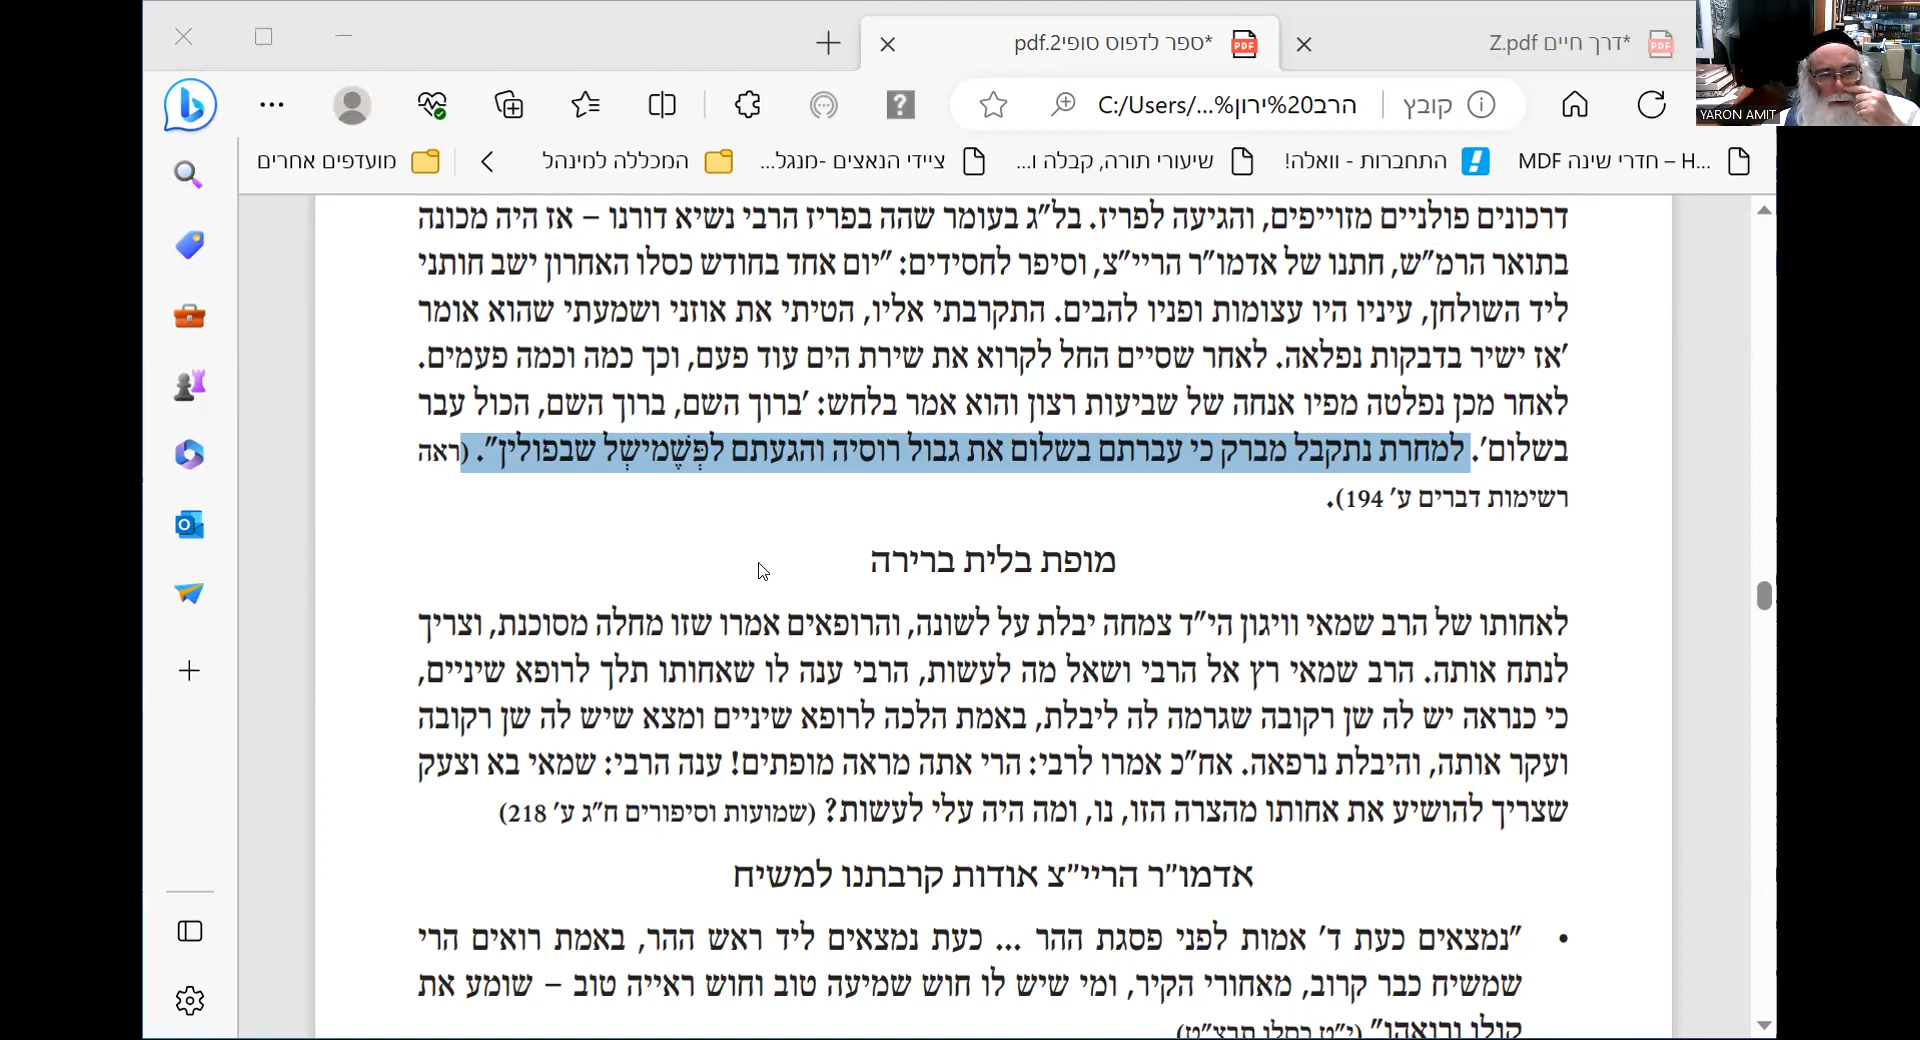 *ספר לדפוס סופי2.pdf
*דרך חיים Z.pdf
C:/Users/...%הרב%20ירון
קובץ
YARON AMIT
מועדפים אחרים
המכללה למינהל
ציידי הנאצים -מנגל...
שיעורי תורה, קבלה ו...
התחברות - וואלה!
H... – חדרי שינה MDF
דרכונים פולניים מזוייפים, והגיעה לפריז. בל"ג בעומר שהה בפריז הרבי נשיא דורנו – אז היה מכונה
בתואר הרמ"ש, חתנו של אדמו"ר הריי"צ, וסיפר לחסידים: "יום אחד בחודש כסלו האחרון ישב חותני
ליד השולחן, עיניו היו עצומות ופניו להבים. התקרבתי אליו, הטיתי את אוזני ושמעתי שהוא אומר
'אז ישיר בדבקות נפלאה. לאחר שסיים החל לקרוא את שירת הים עוד פעם, וכך כמה וכמה פעמים.
לאחר מכן נפלטה מפיו אנחה של שביעות רצון והוא אמר בלחש: 'ברוך השם, ברוך השם, הכול עבר
בשלום'. למחרת נתקבל מברק כי עברתם בשלום את גבול רוסיה והגעתם לפְּשֶׁמישְל שבפולין". (ראה
רשימות דברים ע' 194).
מופת בלית ברירה
לאחותו של הרב שמאי וויגון הי"ד צמחה יבלת על לשונה, והרופאים אמרו שזו מחלה מסוכנת, וצריך
לנתח אותה. הרב שמאי רץ אל הרבי ושאל מה לעשות, הרבי ענה לו שאחותו תלך לרופא שיניים,
כי כנראה יש לה שן רקובה שגרמה לה ליבלת, באמת הלכה לרופא שיניים ומצא שיש לה שן רקובה
ועקר אותה, והיבלת נרפאה. אח"כ אמרו לרבי: הרי אתה מראה מופתים! ענה הרבי: שמאי בא וצעק
שצריך להושיע את אחותו מהצרה הזו, נו, ומה היה עלי לעשות? (שמועות וסיפורים ח"ג ע' 218)
אדמו"ר הריי"צ אודות קרבתנו למשיח
• "נמצאים כעת ד' אמות לפני פסגת ההר ... כעת נמצאים ליד ראש ההר, באמת רואים הרי
שמשיח כבר קרוב, מאחורי הקיר, ומי שיש לו חוש שמיעה טוב וחוש ראייה טוב – שומע את
קולו ורואהו" (י"ט כסלו תרצ"ט)